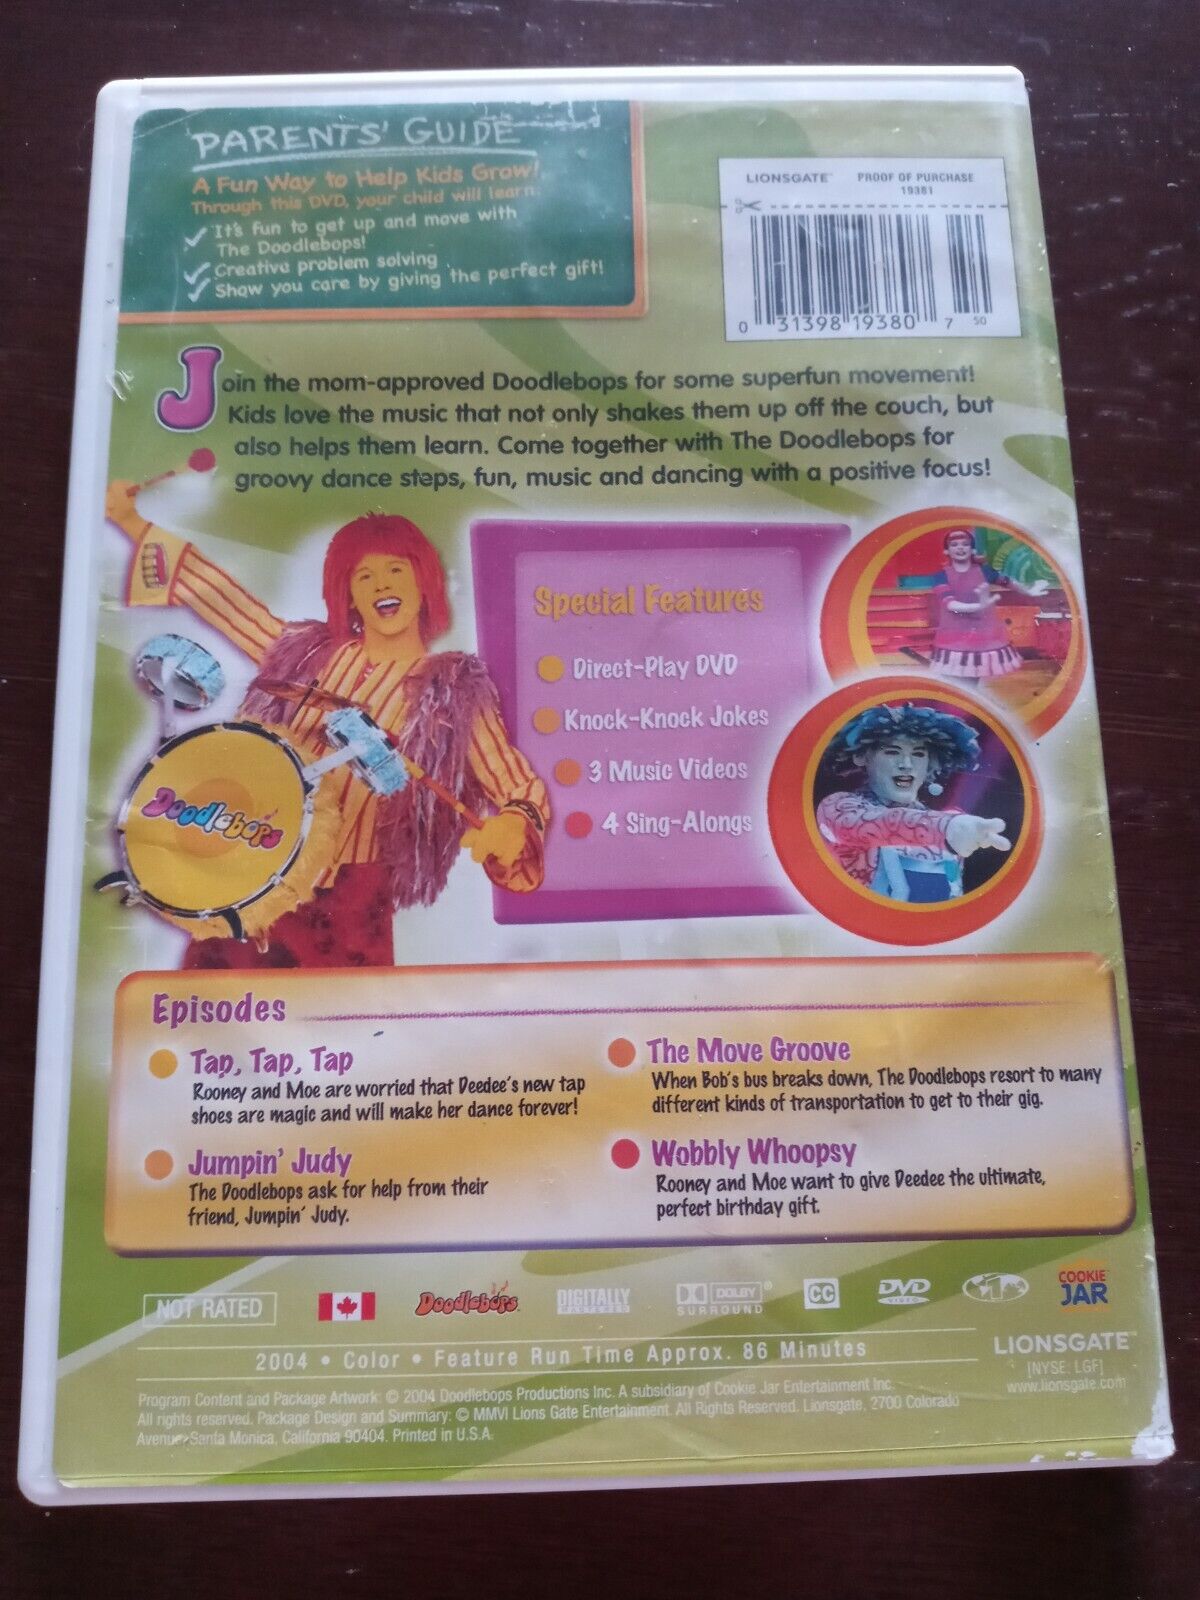 PARENTS' GUIDE
A Fun Way to Help Kids Grow!
Through this DVD, your child will learn:
It's fun to get up and move with
The Doodlebops!
Creative problem solving
Show you care by giving the perfect gift!
LIONSGATE™ PROOF OF PURCHASE
19381
0 31398 19380 7 50
Join the mom-approved Doodlebops for some superfun movement!
Kids love the music that not only shakes them up off the couch, but
also helps them learn. Come together with The Doodlebops for
groovy dance steps, fun, music and dancing with a positive focus!
Special Features
Direct-Play DVD
Knock-Knock Jokes
3 Music Videos
4 Sing-Alongs
Doodlebops
Episodes
Tap, Tap, Tap
Rooney and Moe are worried that Deedee's new tap
shoes are magic and will make her dance forever!
Jumpin' Judy
The Doodlebops ask for help from their
friend, Jumpin' Judy.
The Move Groove
When Bob's bus breaks down, The Doodlebops resort to many
different kinds of transportation to get to their gig.
Wobbly Whoopsy
Rooney and Moe want to give Deedee the ultimate,
perfect birthday gift.
NOT RATED
Doodlebops
DIGITALLY
MASTERED
DOLBY
SURROUND
CC
DVD
VIDEO
1
COOKIE
JAR
2004 • Color • Feature Run Time Approx. 86 Minutes
LIONSGATE™
[NYSE: LGF]
www.lionsgate.com
Program Content and Package Artwork: © 2004 Doodlebops Productions Inc. A subsidiary of Cookie Jar Entertainment Inc.
All rights reserved. Package Design and Summary: © MMVI Lions Gate Entertainment. All Rights Reserved. Lionsgate, 2700 Colorado
Avenue, Santa Monica, California 90404. Printed in U.S.A.